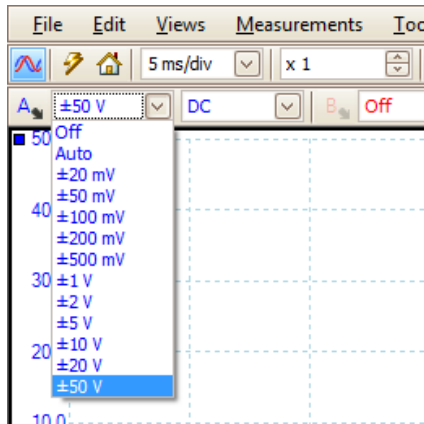 File Edit Views Measurements
5 ms/div x 1
A ±50 V DC B Off
50
Off
Auto
±20 mV
±50 mV
40
±100 mV
±200 mV
±500 mV
30
±1 V
±2 V
±5 V
20
±10 V
±20 V
±50 V
10.0